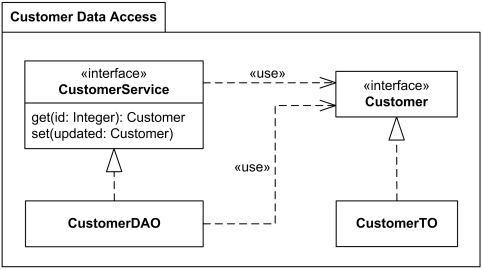 Customer Data Access
«interface»
CustomerService
get(id: Integer): Customer
set(updated: Customer)
«use»
«interface»
Customer
«use»
CustomerDAO
CustomerTO